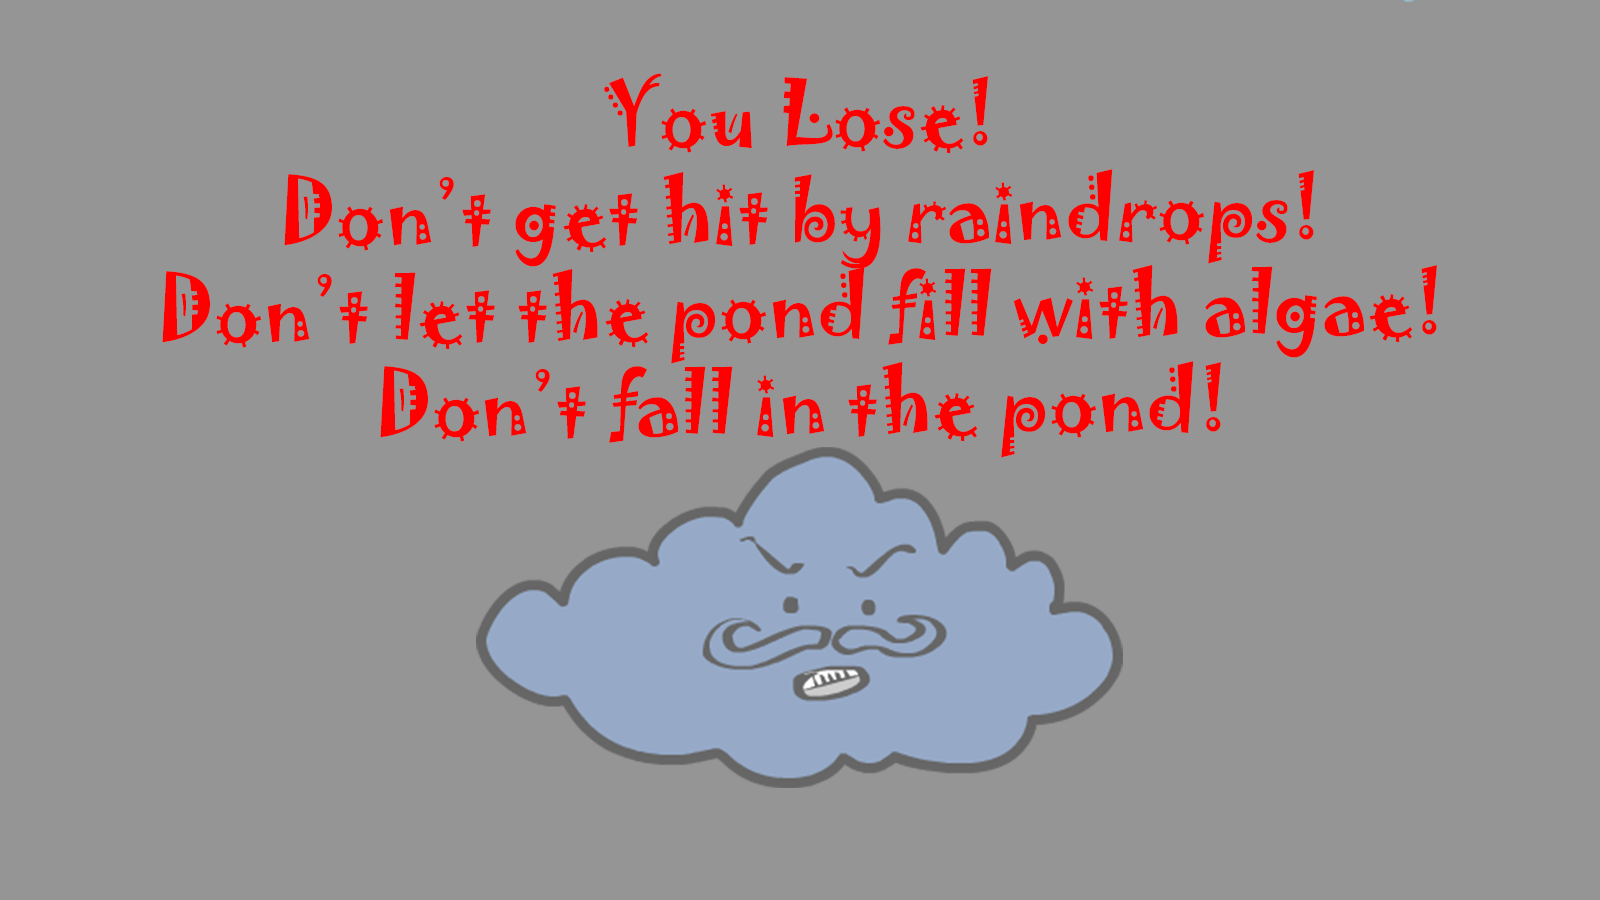 You Lose!
Don't get hit by raindrops!
Don't let the pond fill with algae!
Don't fall in the pond!